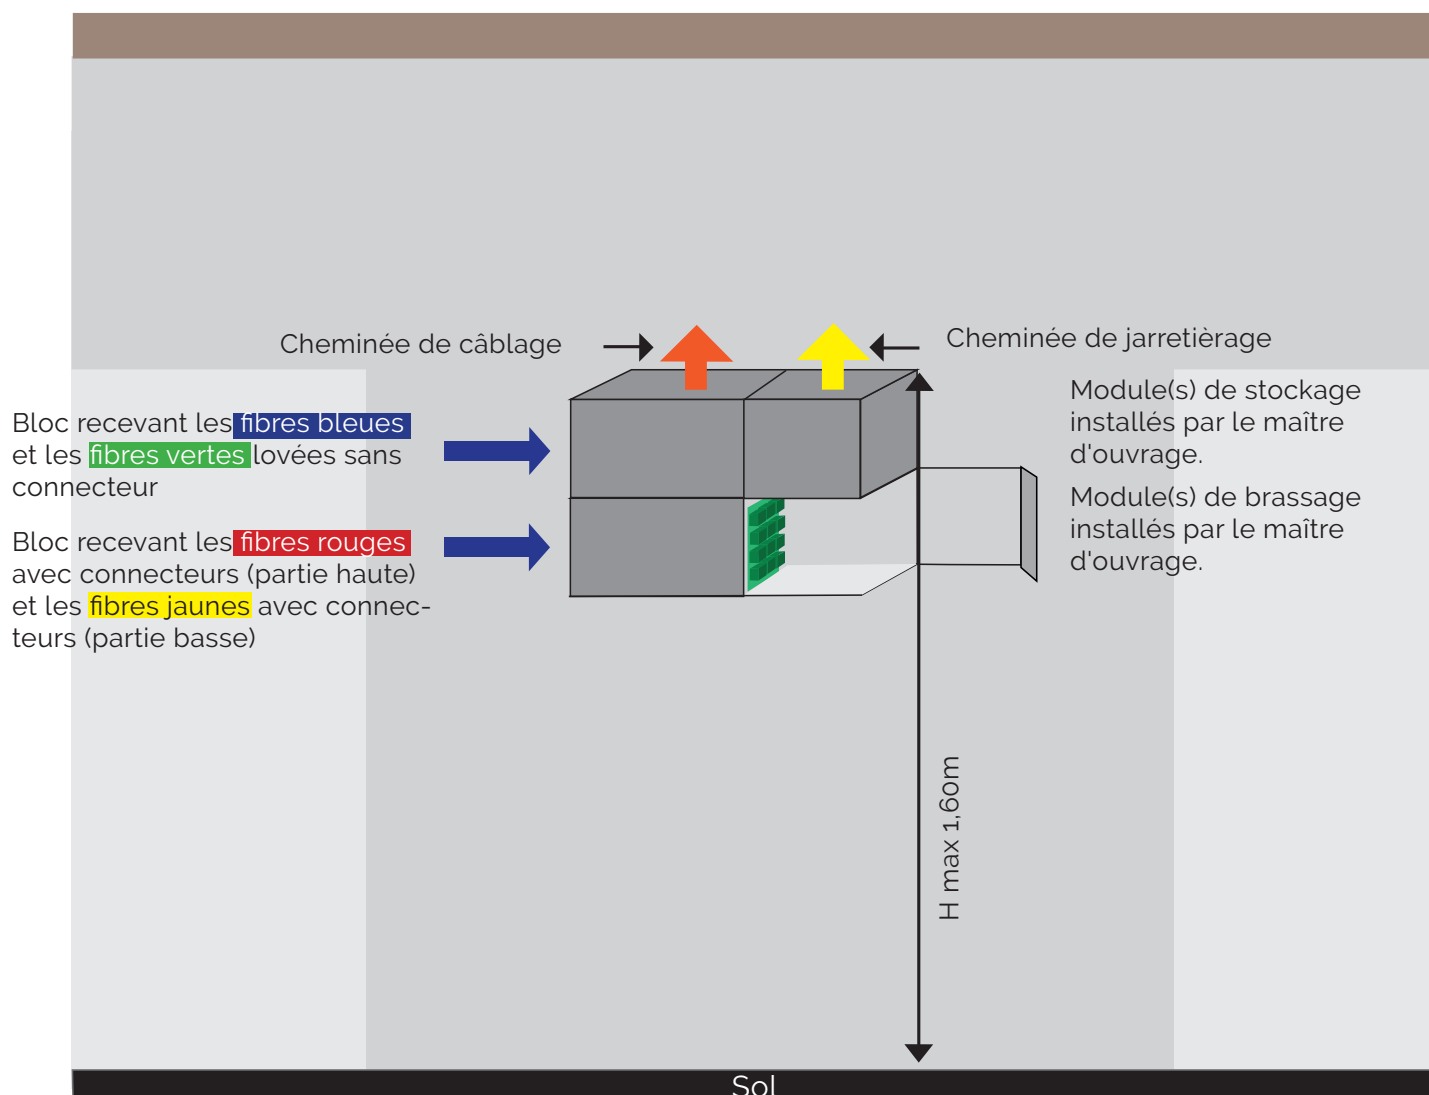 Cheminée de câblage
Cheminée de jarretièrage
Bloc recevant les fibres bleues
et les fibres vertes lovées sans
connecteur
Bloc recevant les fibres rouges
avec connecteurs (partie haute)
et les fibres jaunes avec connec-
teurs (partie basse)
Module(s) de stockage
installés par le maître
d'ouvrage.
Module(s) de brassage
installés par le maître
d'ouvrage.
H max 1,60m
Sol